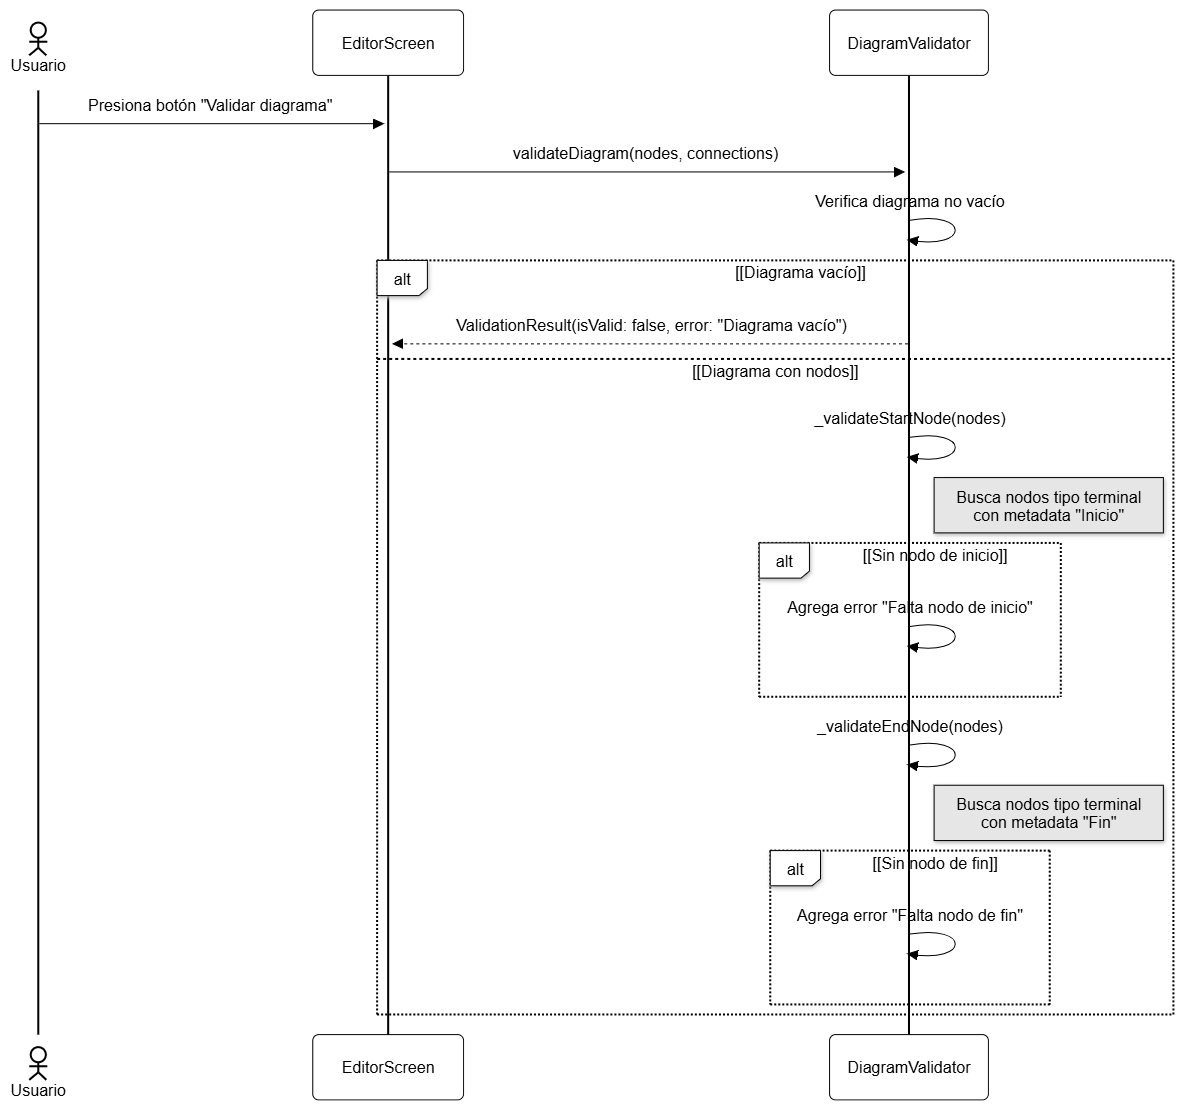 Usuario
EditorScreen
DiagramValidator
Presiona botón "Validar diagrama"
validateDiagram(nodes, connections)
Verifica diagrama no vacío
alt
[[Diagrama vacío]]
ValidationResult(isValid: false, error: "Diagrama vacío")
[[Diagrama con nodos]]
_validateStartNode(nodes)
Busca nodos tipo terminal
con metadata "Inicio"
alt
[[Sin nodo de inicio]]
Agrega error "Falta nodo de inicio"
_validateEndNode(nodes)
Busca nodos tipo terminal
con metadata "Fin"
alt
[[Sin nodo de fin]]
Agrega error "Falta nodo de fin"
Usuario
EditorScreen
DiagramValidator